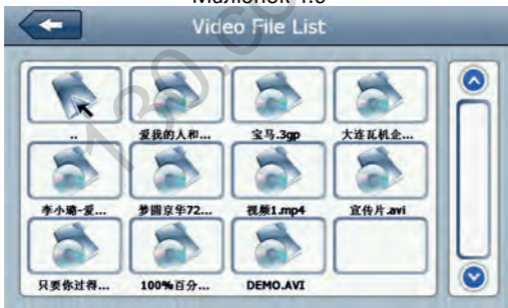 Малюнок 4.6
Video File List
.. 爱我的人和... 宝马.3gp 大连瓦机企...
李小璐-爱... 梦圆京华72... 视频1.mp4 宣传片.avi
只要你过得... 100%百分... DEMO.AVI